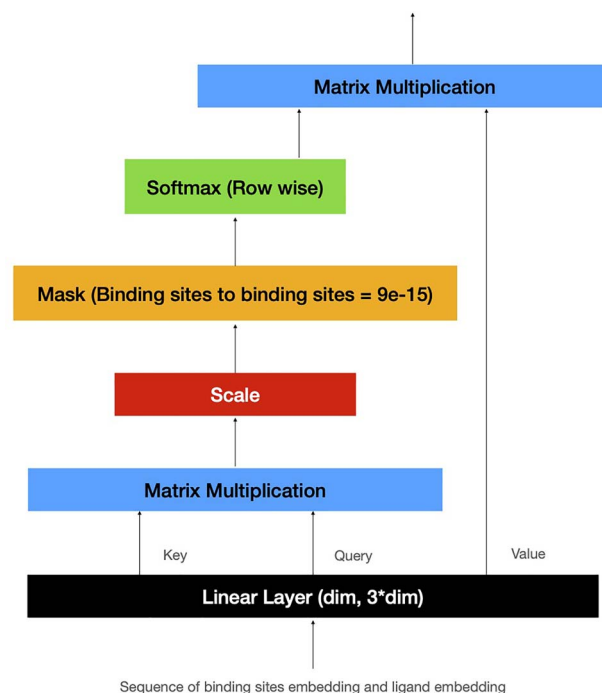 Matrix Multiplication
Softmax (Row wise)
Mask (Binding sites to binding sites = 9e-15)
Scale
Matrix Multiplication
Key
Query
Value
Linear Layer (dim, 3*dim)
Sequence of binding sites embedding and ligand embedding